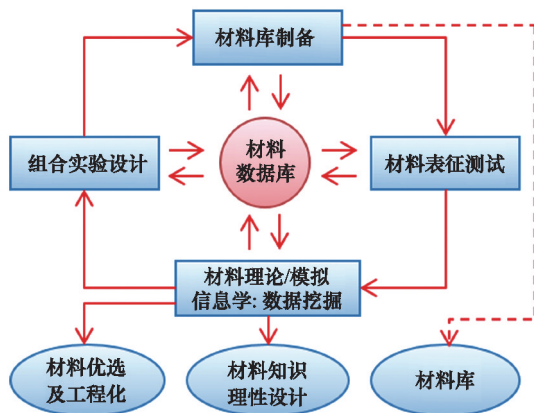 材料库制备
组合实验设计
材料
数据库
材料表征测试
材料理论/模拟
信息学: 数据挖掘
材料优选
及工程化
材料知识
理性设计
材料库